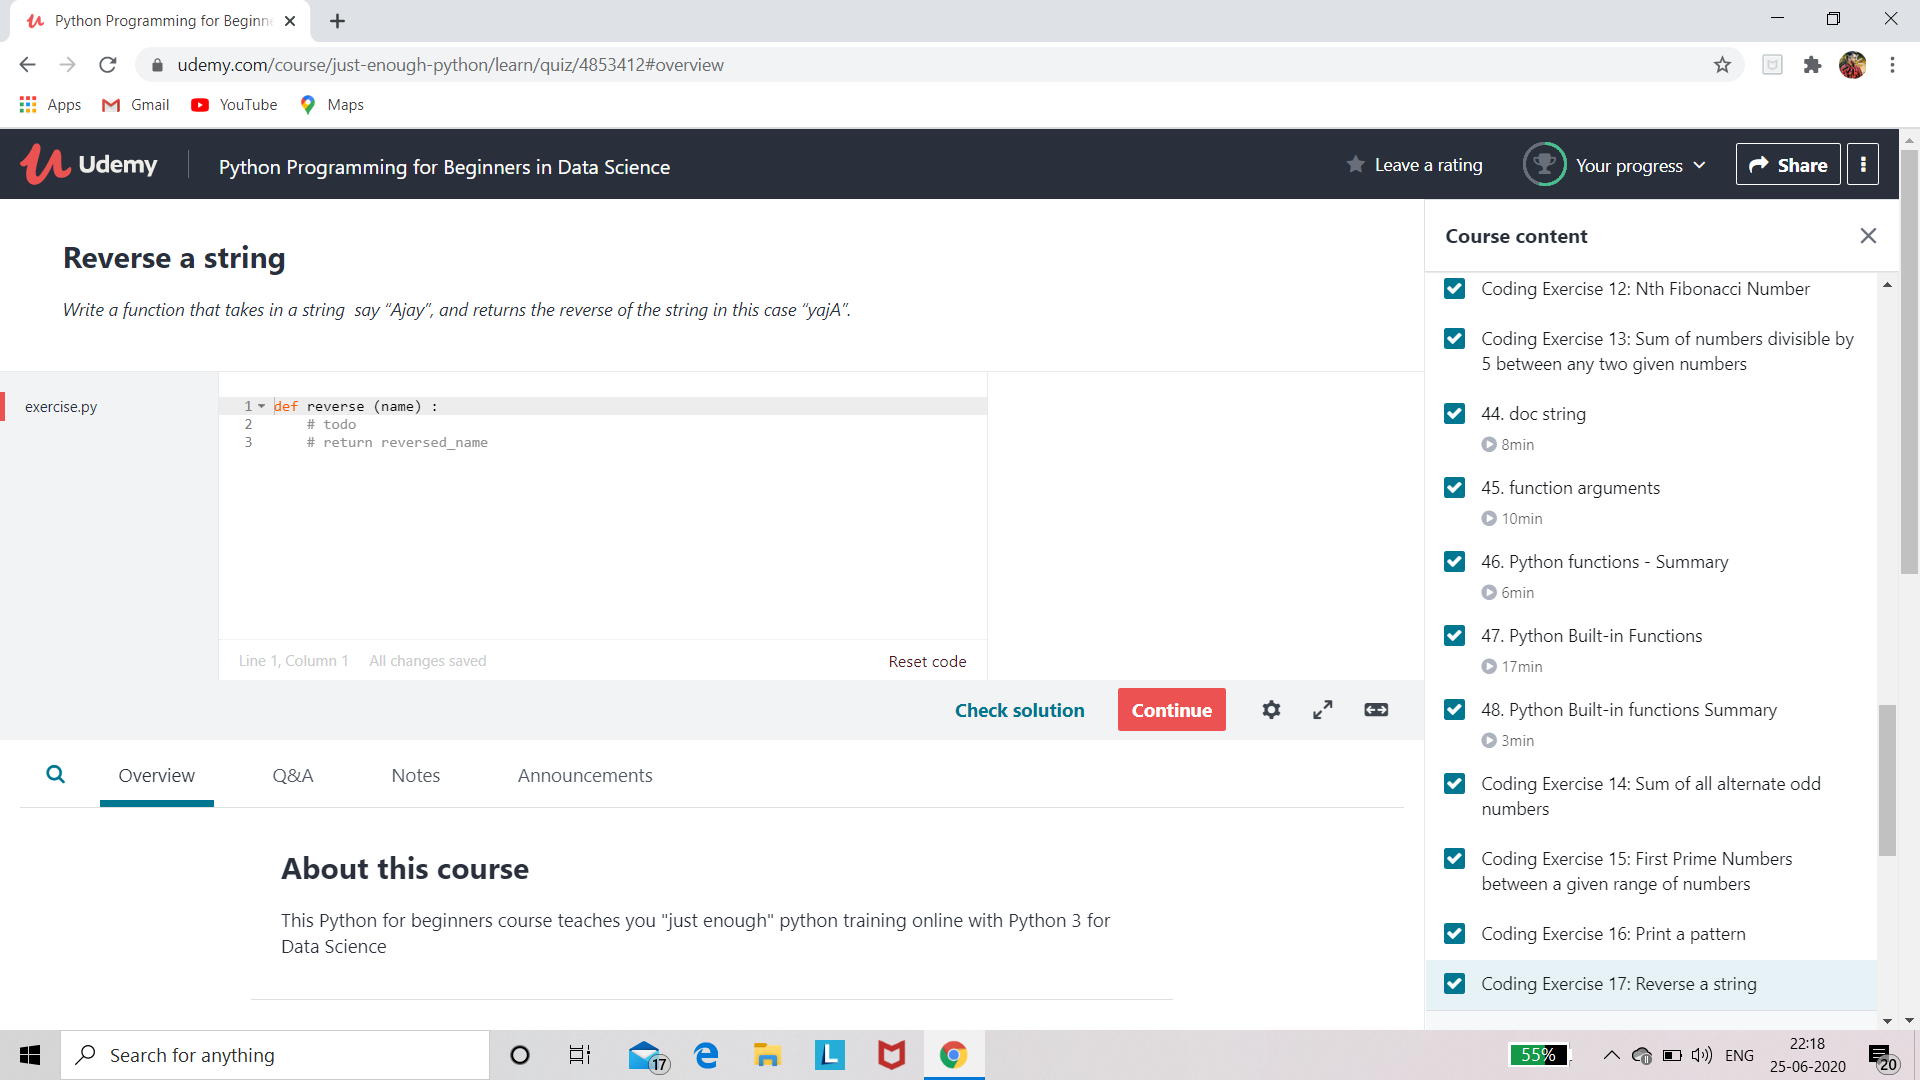 Python Programming for Beginne
udemy.com/course/just-enough-python/learn/quiz/4853412#overview
Apps Gmail YouTube Maps
Udemy Python Programming for Beginners in Data Science Leave a rating Your progress Share
Reverse a string
Write a function that takes in a string say “Ajay”, and returns the reverse of the string in this case “yajA”.
exercise.py
1 def reverse (name) :
2 # todo
3 # return reversed_name
Line 1, Column 1 All changes saved Reset code
Check solution Continue
Overview Q&A Notes Announcements
About this course
This Python for beginners course teaches you "just enough" python training online with Python 3 for
Data Science
Course content
Coding Exercise 12: Nth Fibonacci Number
Coding Exercise 13: Sum of numbers divisible by
5 between any two given numbers
44. doc string
8min
45. function arguments
10min
46. Python functions - Summary
6min
47. Python Built-in Functions
17min
48. Python Built-in functions Summary
3min
Coding Exercise 14: Sum of all alternate odd
numbers
Coding Exercise 15: First Prime Numbers
between a given range of numbers
Coding Exercise 16: Print a pattern
Coding Exercise 17: Reverse a string
Search for anything
17
L
55%
ENG
22:18
25-06-2020
20